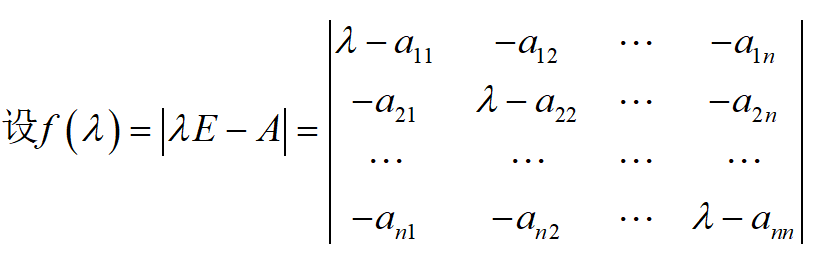 λ − a₁₁ −a₁₂ ⋯ −a₁ₙ
设f(λ) = |λE − A| = −a₂₁ λ − a₂₂ ⋯ −a₂ₙ
⋯ ⋯ ⋯ ⋯
−aₙ₁ −aₙ₂ ⋯ λ − aₙₙ